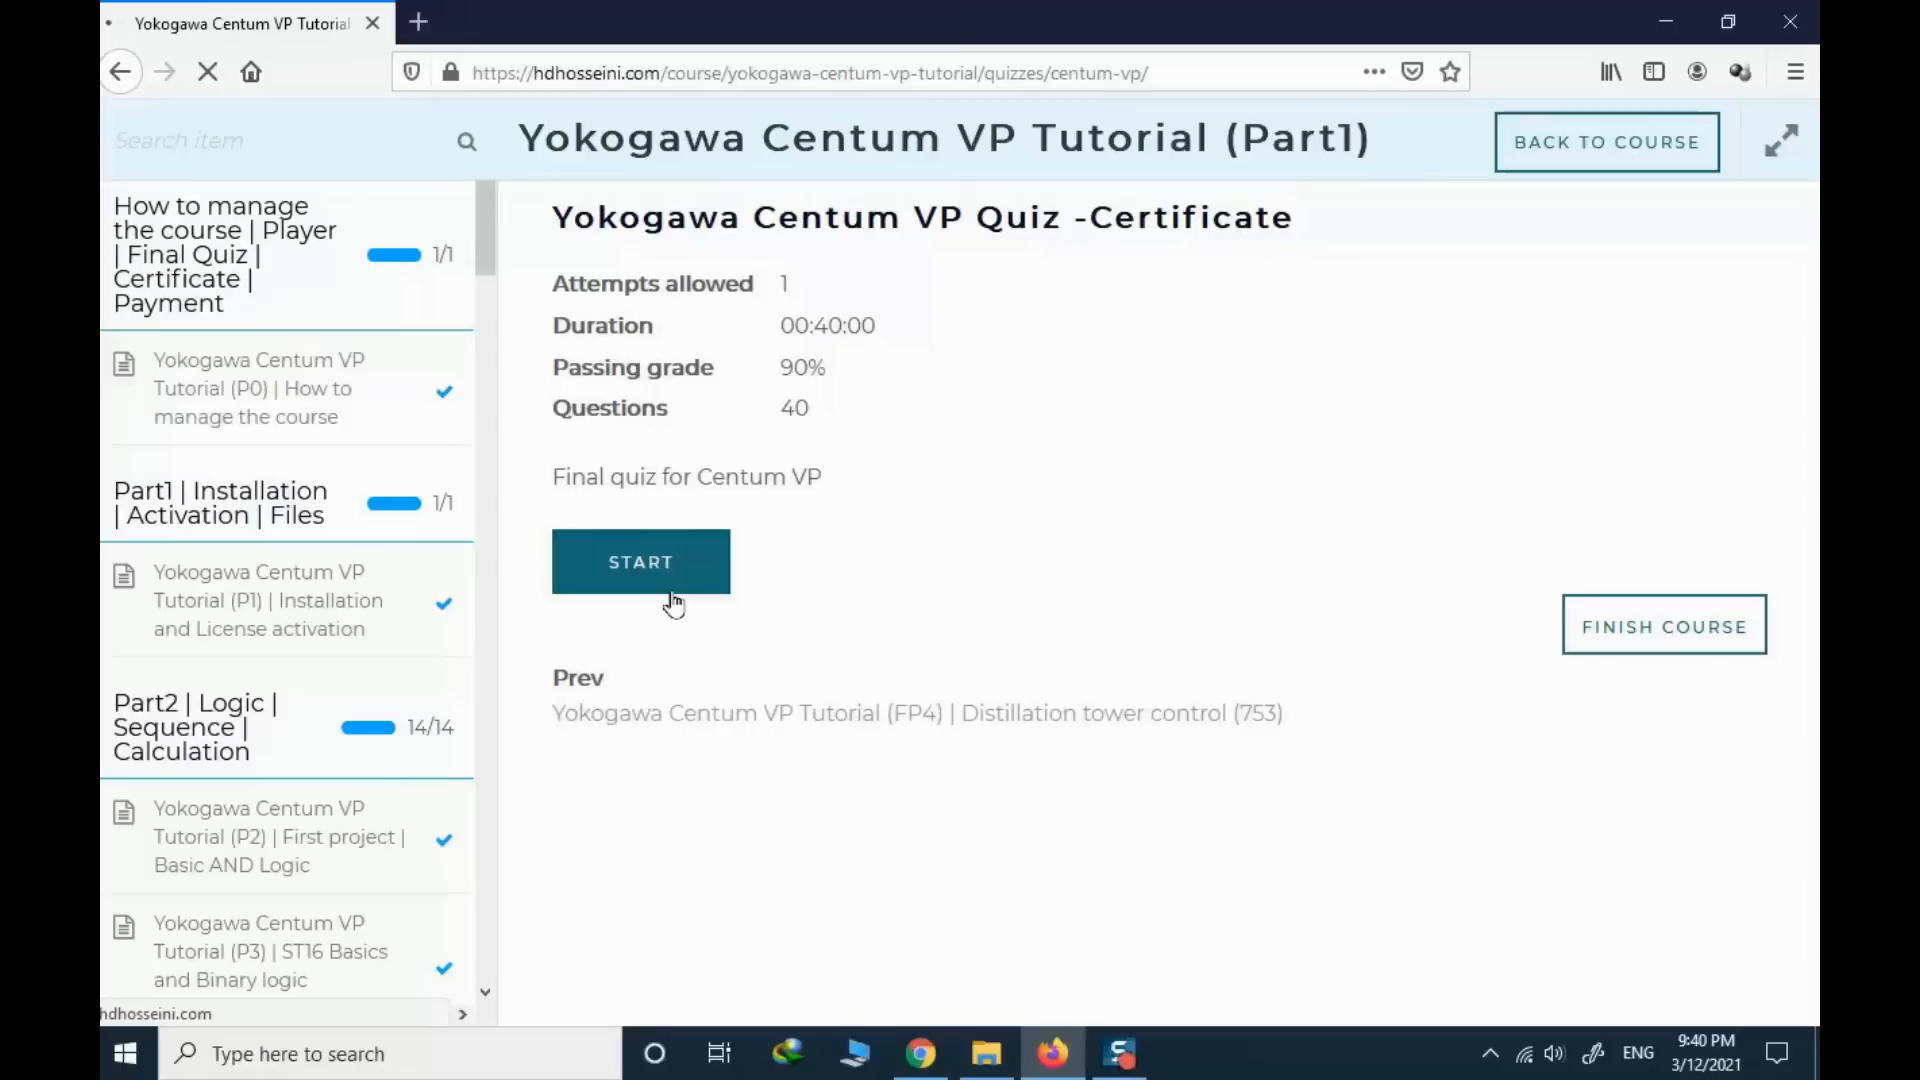 Yokogawa Centum VP Tutorial
https://hdhosseini.com/course/yokogawa-centum-vp-tutorial/quizzes/centum-vp/
Search item
Yokogawa Centum VP Tutorial (Part1)
BACK TO COURSE
How to manage
the course | Player
| Final Quiz |
Certificate |
Payment
1/1
Yokogawa Centum VP
Tutorial (P0) | How to
manage the course
Part1 | Installation
| Activation | Files
1/1
Yokogawa Centum VP
Tutorial (P1) | Installation
and License activation
Part2 | Logic |
Sequence |
Calculation
14/14
Yokogawa Centum VP
Tutorial (P2) | First project |
Basic AND Logic
Yokogawa Centum VP
Tutorial (P3) | ST16 Basics
and Binary logic
hdhosseini.com
Yokogawa Centum VP Quiz -Certificate
Attempts allowed 1
Duration 00:40:00
Passing grade 90%
Questions 40
Final quiz for Centum VP
START
FINISH COURSE
Prev
Yokogawa Centum VP Tutorial (FP4) | Distillation tower control (753)
Type here to search
ENG
9:40 PM
3/12/2021